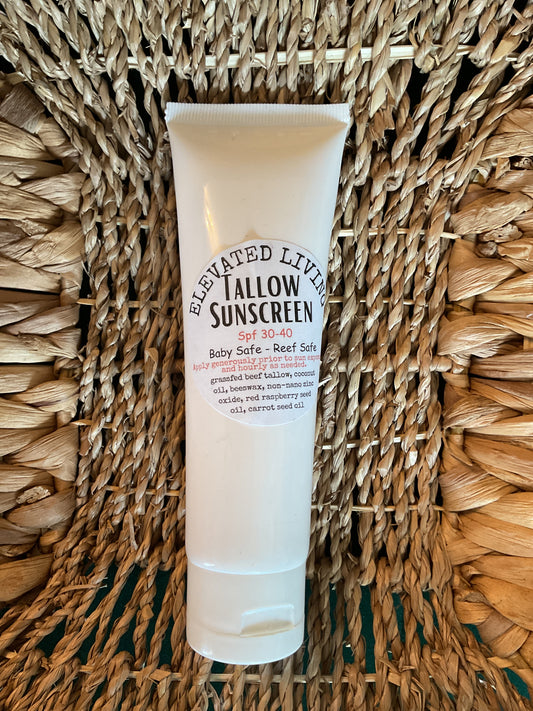 ELEVATED LIVING
TALLOW
SUNSCREEN
Spf 30-40
Baby Safe - Reef Safe
Apply generously prior to sun
and hourly as needed.
grassfed beef tallow, coconut
oil, beeswax, non-nano zinc
oxide, red raspberry seed
oil, carrot seed oil